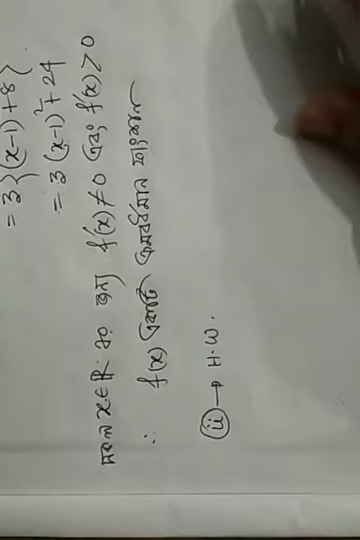 = 3 {(x-1)² + 8}
= 3 (x-1)² + 24
সকল x ∈ ℝ এর জন্য f'(x) ≠ 0 এবং f'(x) > 0
∴ f(x) একটি ক্রমবর্ধমান ফাংশন
(ii) → H.W.